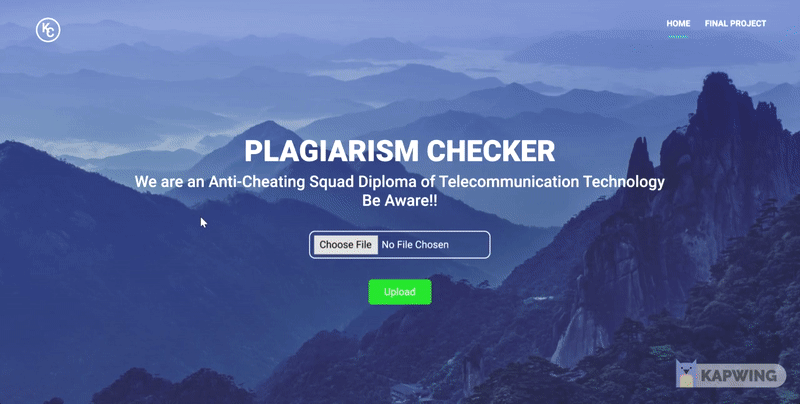 KC
HOME FINAL PROJECT
PLAGIARISM CHECKER
We are an Anti-Cheating Squad Diploma of Telecommunication Technology
Be Aware!!
Choose File No File Chosen
Upload
KAPWING